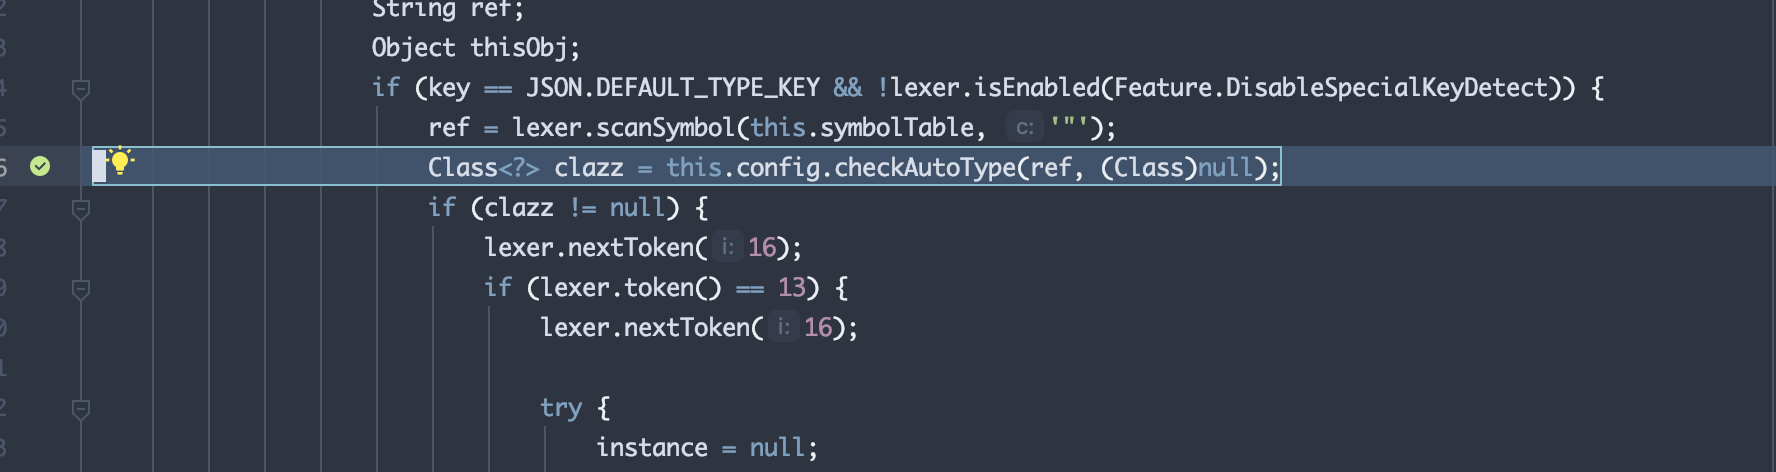 String ref;
Object thisObj;
if (key == JSON.DEFAULT_TYPE_KEY && !lexer.isEnabled(Feature.DisableSpecialKeyDetect)) {
ref = lexer.scanSymbol(this.symbolTable, c: '"');
Class<?> clazz = this.config.checkAutoType(ref, (Class)null);
if (clazz != null) {
lexer.nextToken( i: 16);
if (lexer.token() == 13) {
lexer.nextToken( i: 16);
try {
instance = null;